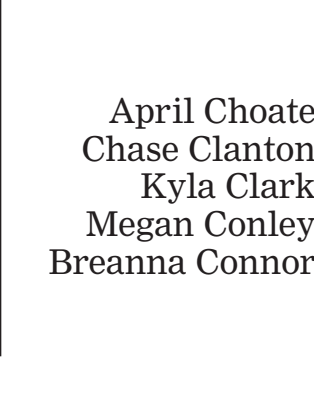 April Choate
Chase Clanton
Kyla Clark
Megan Conley
Breanna Connor